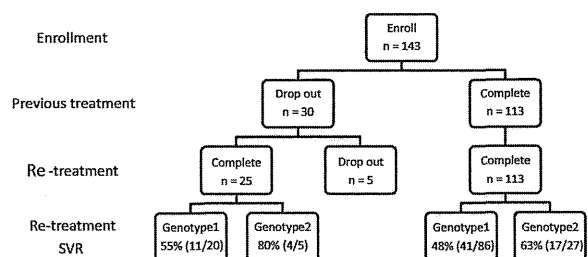 Enrollment
Enroll
n = 143
Previous treatment
Drop out
n = 30
Complete
n = 113
Re -treatment
Complete
n = 25
Drop out
n = 5
Complete
n = 113
Re-treatment
SVR
Genotype1
55% (11/20)
Genotype2
80% (4/5)
Genotype1
48% (41/86)
Genotype2
63% (17/27)